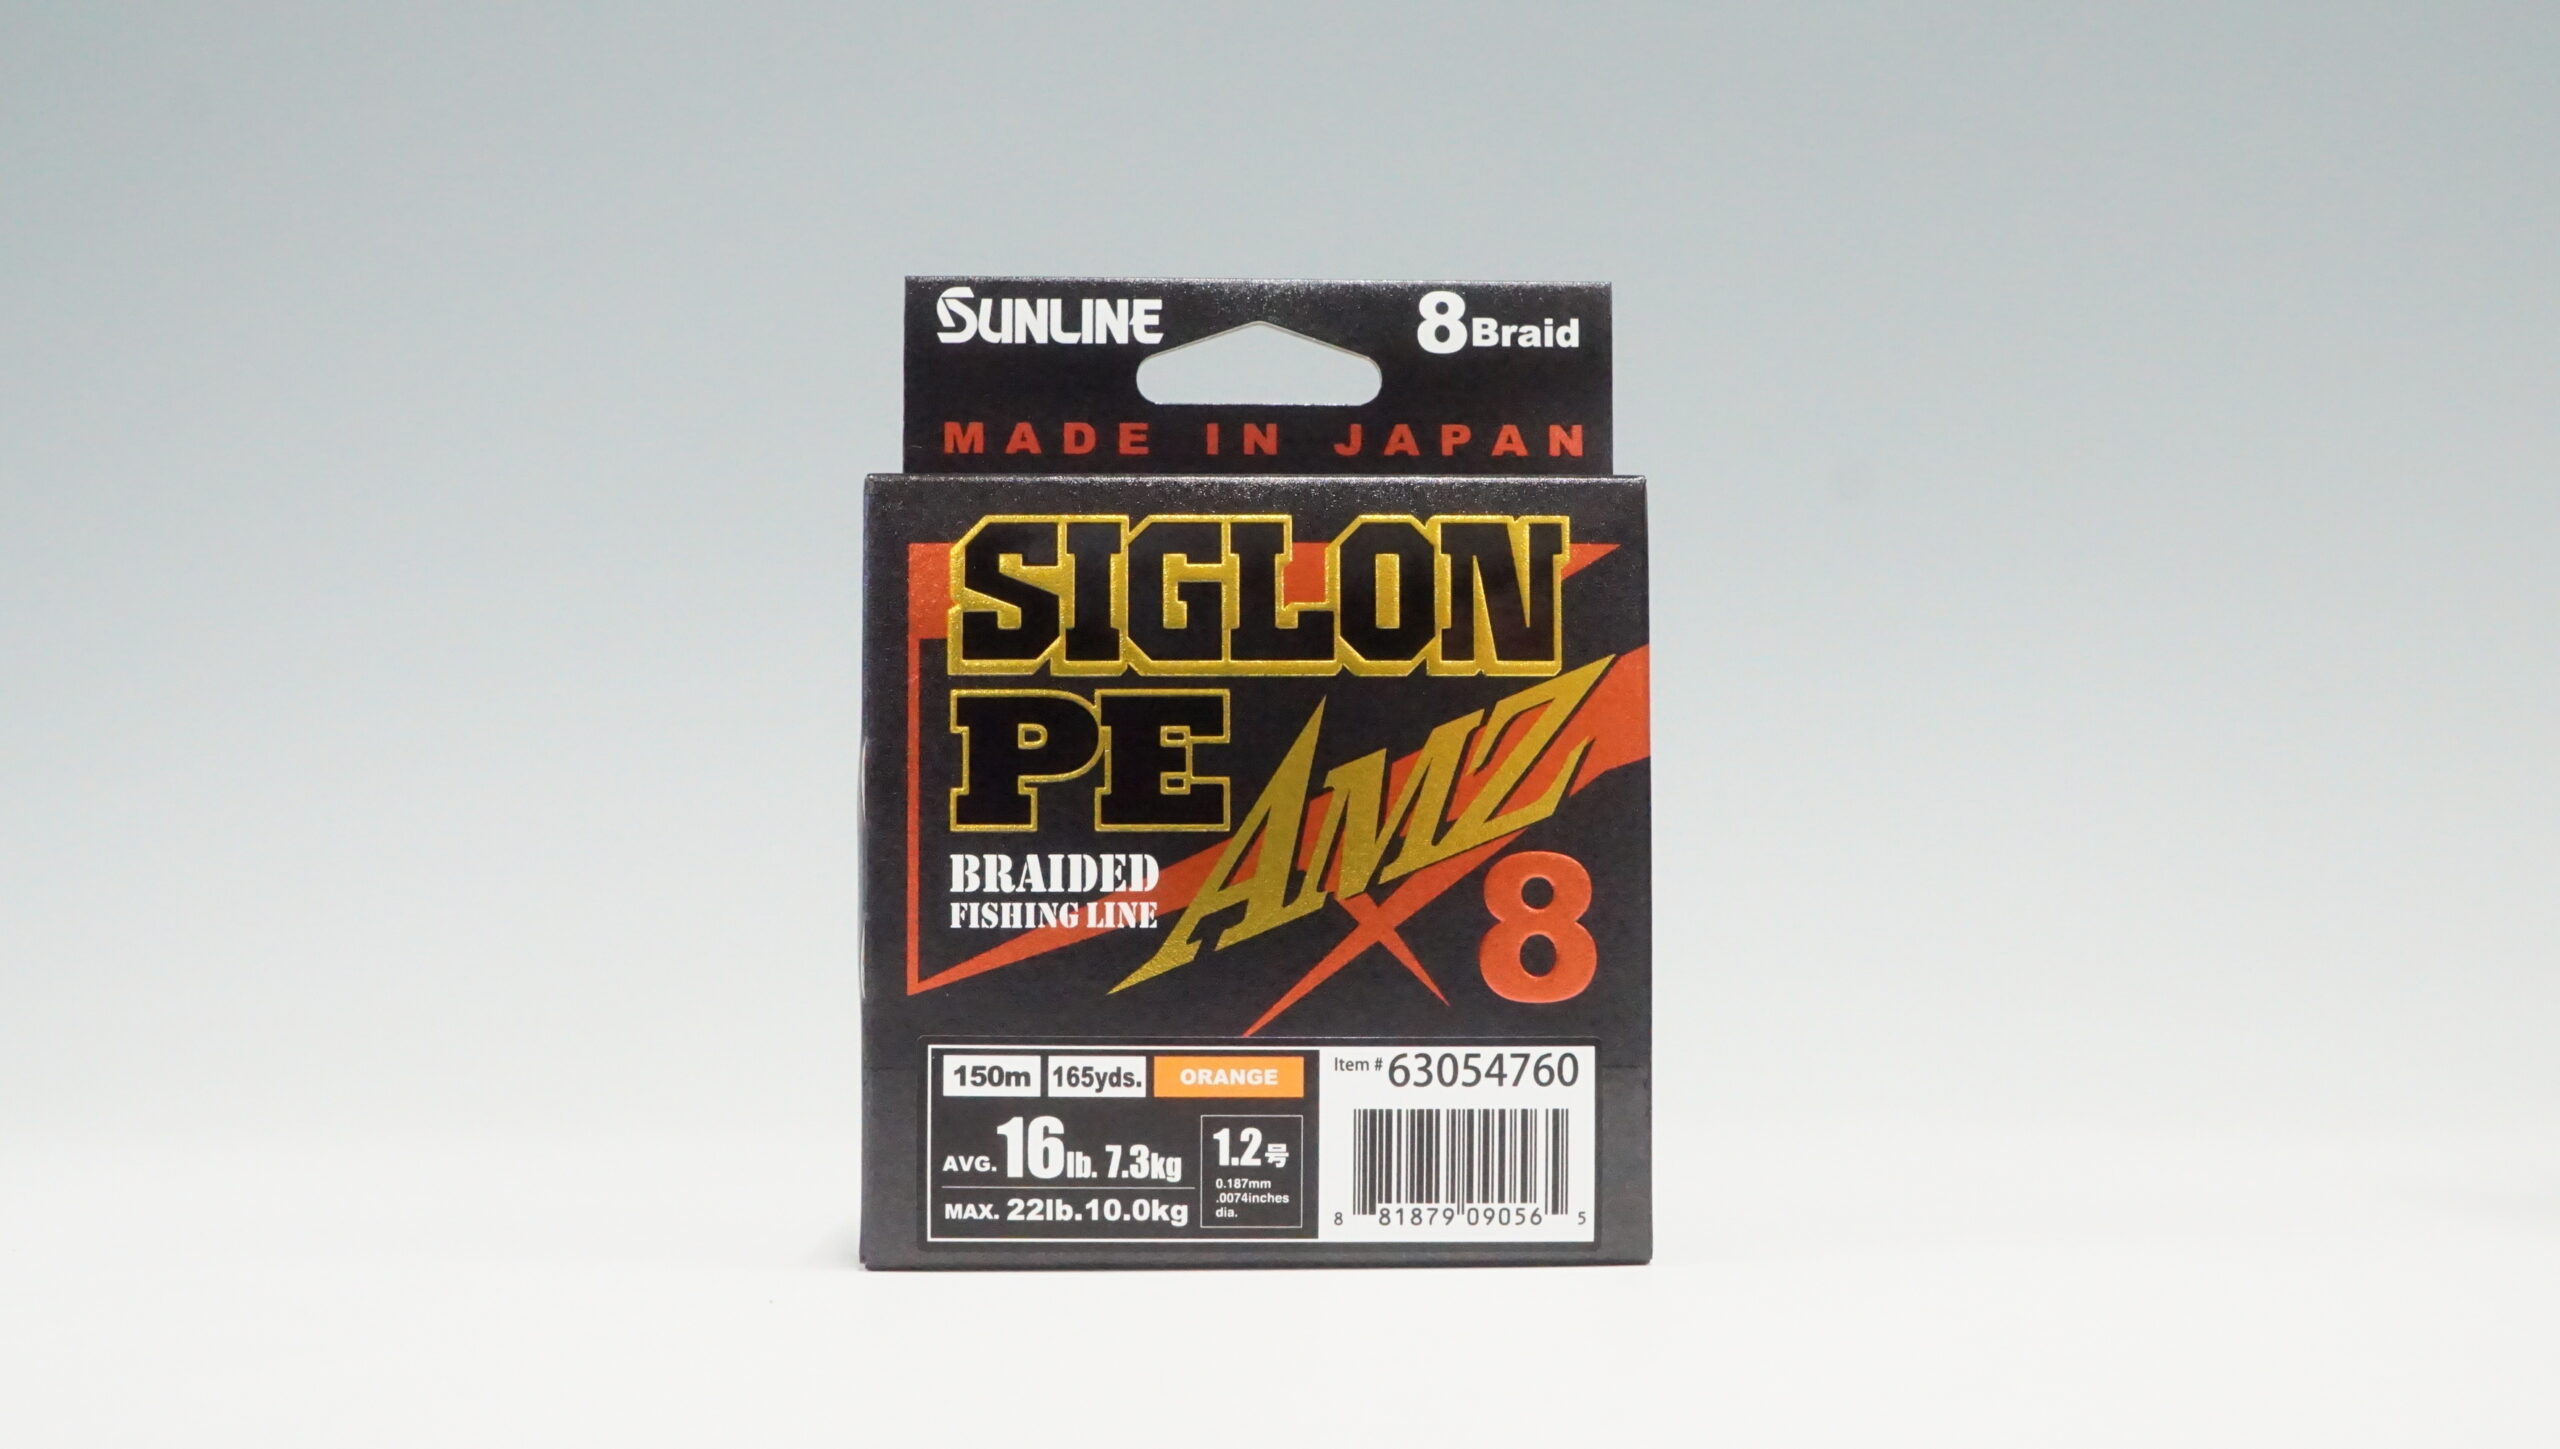 SUNLINE 8Braid
MADE IN JAPAN
SIGLON
PE AMZ
BRAIDED
FISHING LINE
×8
150m 165yds. ORANGE
AVG. 16lb. 7.3kg
MAX. 22lb. 10.0kg
1.2号
0.187mm
.0074inches
dia.
Item # 63054760
8 81879 09056 5